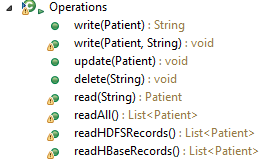 Operations
write(Patient) : String
write(Patient, String) : void
update(Patient) : void
delete(String) : void
read(String) : Patient
readAll() : List<Patient>
readHDFSRecords() : List<Patient>
readHBaseRecords() : List<Patient>